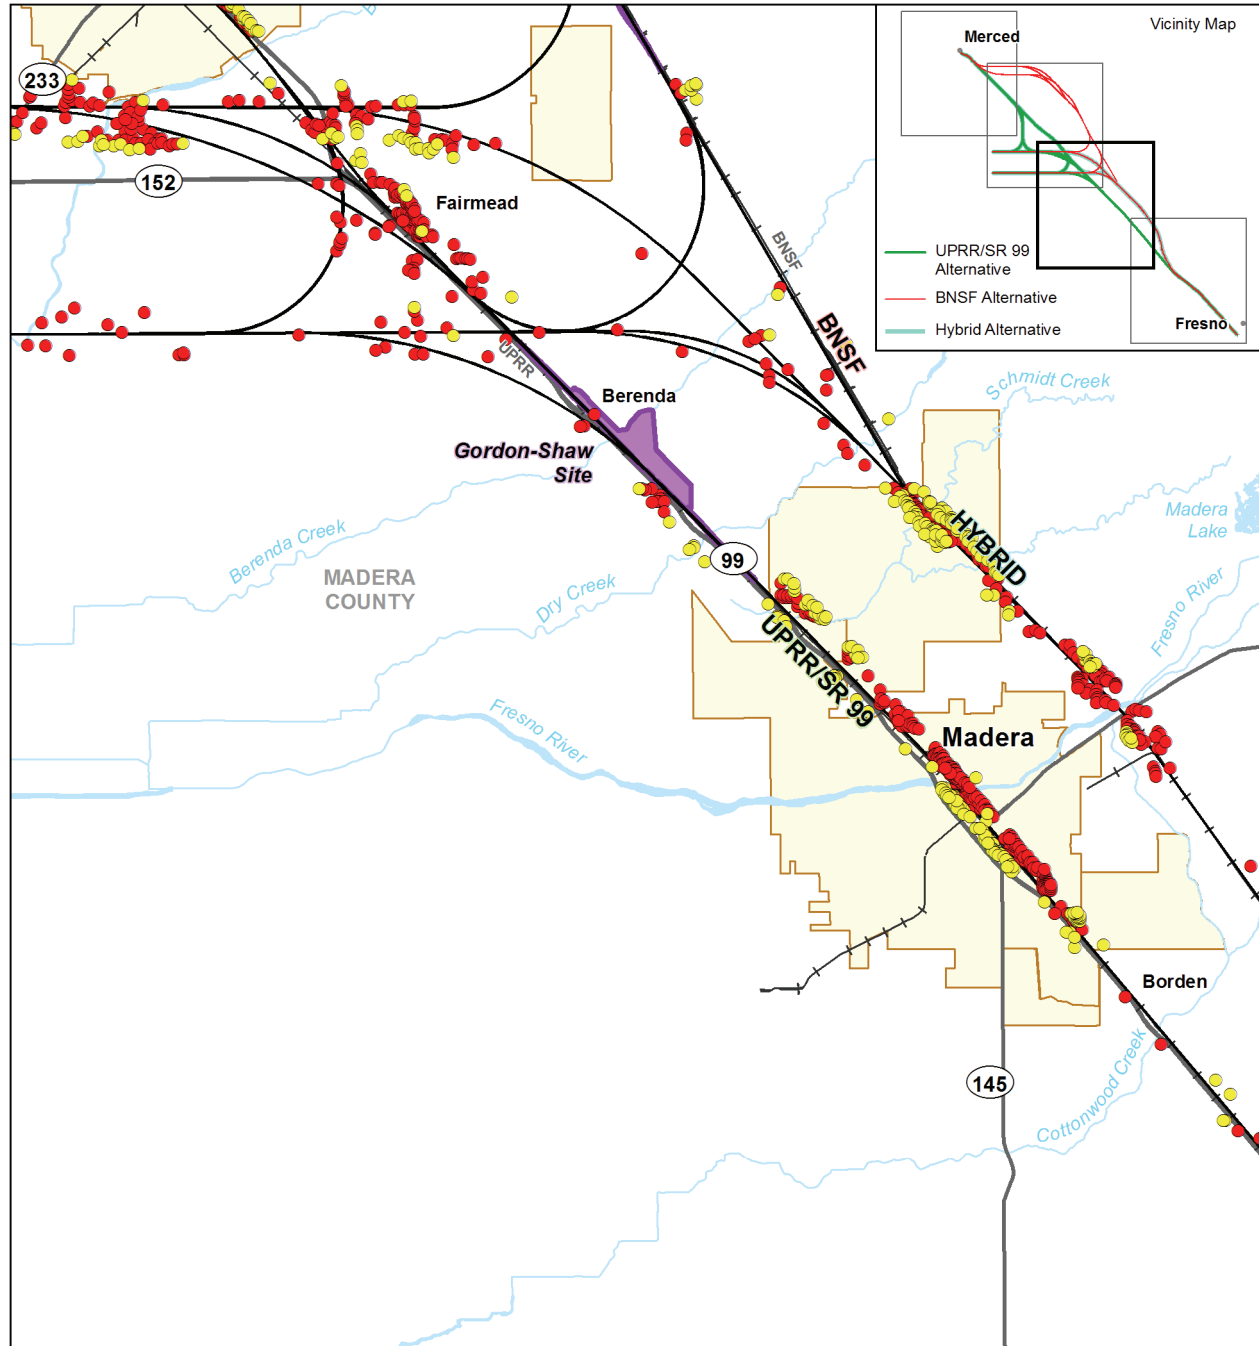 Vicinity Map
Merced
UPRR/SR 99
Alternative
BNSF Alternative
Hybrid Alternative
Fresno
233
152
Fairmead
BNSF
BNSF
UPRR
Berenda
Gordon-Shaw
Site
Schmidt Creek
Madera
Lake
HYBRID
Berenda Creek
99
MADERA
COUNTY
Dry Creek
Fresno River
UPRR/SR 99
Fresno River
Madera
Borden
145
Cottonwood Creek